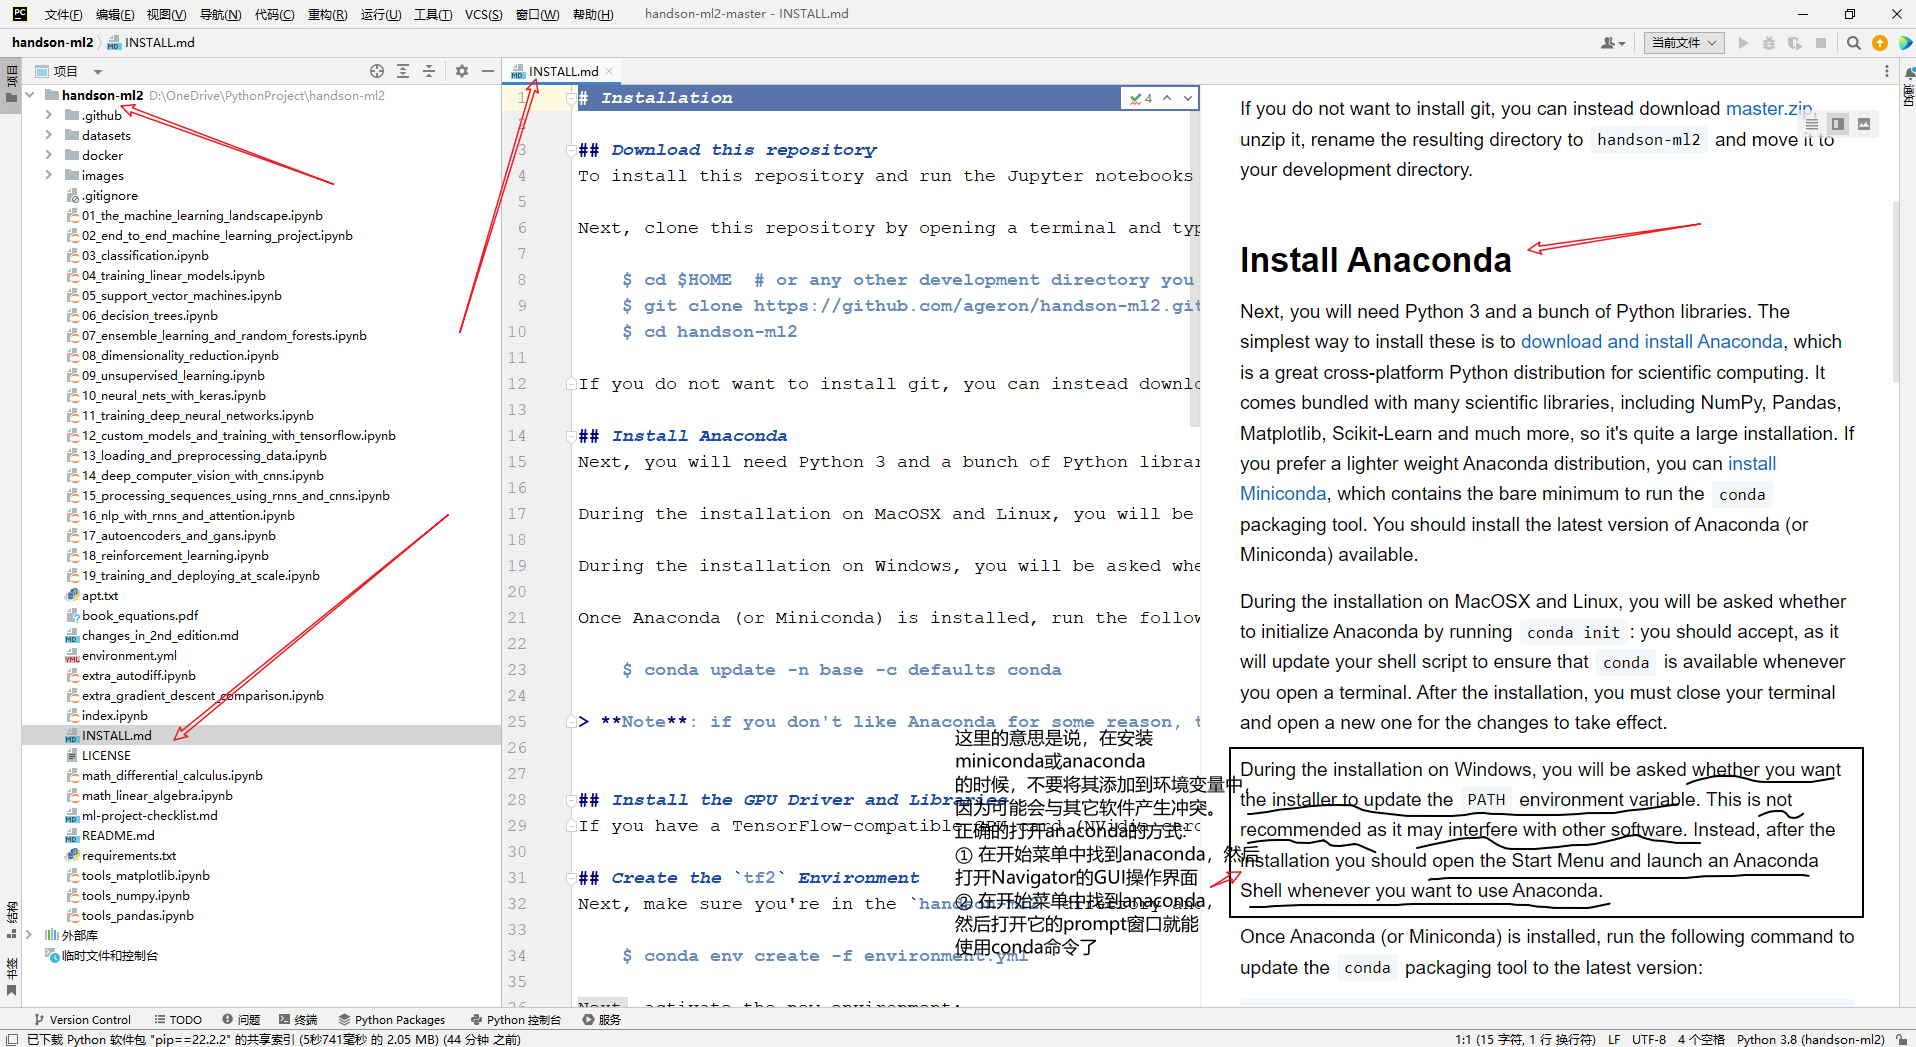 PC 文件(F) 编辑(E) 视图(V) 导航(N) 代码(C) 重构(R) 运行(U) 工具(T) VCS(S) 窗口(W) 帮助(H) handson-ml2-master - INSTALL.md
handson-ml2 INSTALL.md 当前文件
项目
项目
INSTALL.md
通知
handson-ml2 D:\OneDrive\PythonProject\handson-ml2
.github
datasets
docker
images
.gitignore
01_the_machine_learning_landscape.ipynb
02_end_to_end_machine_learning_project.ipynb
03_classification.ipynb
04_training_linear_models.ipynb
05_support_vector_machines.ipynb
06_decision_trees.ipynb
07_ensemble_learning_and_random_forests.ipynb
08_dimensionality_reduction.ipynb
09_unsupervised_learning.ipynb
10_neural_nets_with_keras.ipynb
11_training_deep_neural_networks.ipynb
12_custom_models_and_training_with_tensorflow.ipynb
13_loading_and_preprocessing_data.ipynb
14_deep_computer_vision_with_cnns.ipynb
15_processing_sequences_using_rnns_and_cnns.ipynb
16_nlp_with_rnns_and_attention.ipynb
17_autoencoders_and_gans.ipynb
18_reinforcement_learning.ipynb
19_training_and_deploying_at_scale.ipynb
apt.txt
book_equations.pdf
changes_in_2nd_edition.md
environment.yml
extra_autodiff.ipynb
extra_gradient_descent_comparison.ipynb
index.ipynb
INSTALL.md
LICENSE
math_differential_calculus.ipynb
math_linear_algebra.ipynb
ml-project-checklist.md
README.md
requirements.txt
tools_matplotlib.ipynb
tools_numpy.ipynb
tools_pandas.ipynb
外部库
临时文件和控制台
结构
书签
1 # Installation 4
2
3 ## Download this repository
4 To install this repository and run the Jupyter notebooks
5
6 Next, clone this repository by opening a terminal and typ
7
8 $ cd $HOME # or any other development directory you
9 $ git clone https://github.com/ageron/handson-ml2.git
10 $ cd handson-ml2
11
12 If you do not want to install git, you can instead downlo
13
14 ## Install Anaconda
15 Next, you will need Python 3 and a bunch of Python librar
16
17 During the installation on MacOSX and Linux, you will be
18
19 During the installation on Windows, you will be asked whe
20
21 Once Anaconda (or Miniconda) is installed, run the follow
22
23 $ conda update -n base -c defaults conda
24
25 > **Note**: if you don't like Anaconda for some reason, t
26
27
28 ## Install the GPU Driver and Libraries
29 If you have a TensorFlow-compatible GPU card (NVidia card
30
31 ## Create the `tf2` Environment
32 Next, make sure you're in the `handson-ml2` directory and
33
34 $ conda env create -f environment.yml
35
36 Next, activate the new environment:
这里的意思是说，在安装
miniconda或anaconda
的时候，不要将其添加到环境变量中，
因为可能会与其它软件产生冲突。
正确的打开anaconda的方式:
① 在开始菜单中找到anaconda，然后
打开Navigator的GUI操作界面
② 在开始菜单中找到anaconda，
然后打开它的prompt窗口就能
使用conda命令了
If you do not want to install git, you can instead download master.zip,
unzip it, rename the resulting directory to handson-ml2 and move it to
your development directory.
Install Anaconda
Next, you will need Python 3 and a bunch of Python libraries. The
simplest way to install these is to download and install Anaconda, which
is a great cross-platform Python distribution for scientific computing. It
comes bundled with many scientific libraries, including NumPy, Pandas,
Matplotlib, Scikit-Learn and much more, so it's quite a large installation. If
you prefer a lighter weight Anaconda distribution, you can install
Miniconda, which contains the bare minimum to run the conda
packaging tool. You should install the latest version of Anaconda (or
Miniconda) available.
During the installation on MacOSX and Linux, you will be asked whether
to initialize Anaconda by running conda init : you should accept, as it
will update your shell script to ensure that conda is available whenever
you open a terminal. After the installation, you must close your terminal
and open a new one for the changes to take effect.
During the installation on Windows, you will be asked whether you want
the installer to update the PATH environment variable. This is not
recommended as it may interfere with other software. Instead, after the
installation you should open the Start Menu and launch an Anaconda
Shell whenever you want to use Anaconda.
Once Anaconda (or Miniconda) is installed, run the following command to
update the conda packaging tool to the latest version:
Version Control TODO 问题 终端 Python Packages Python 控制台 服务
已下载 Python 软件包 "pip==22.2.2" 的共享索引 (5秒741毫秒 的 2.05 MB) (44 分钟 之前) 1:1 (15 字符, 1 行 换行符) LF UTF-8 4 个空格 Python 3.8 (handson-ml2)